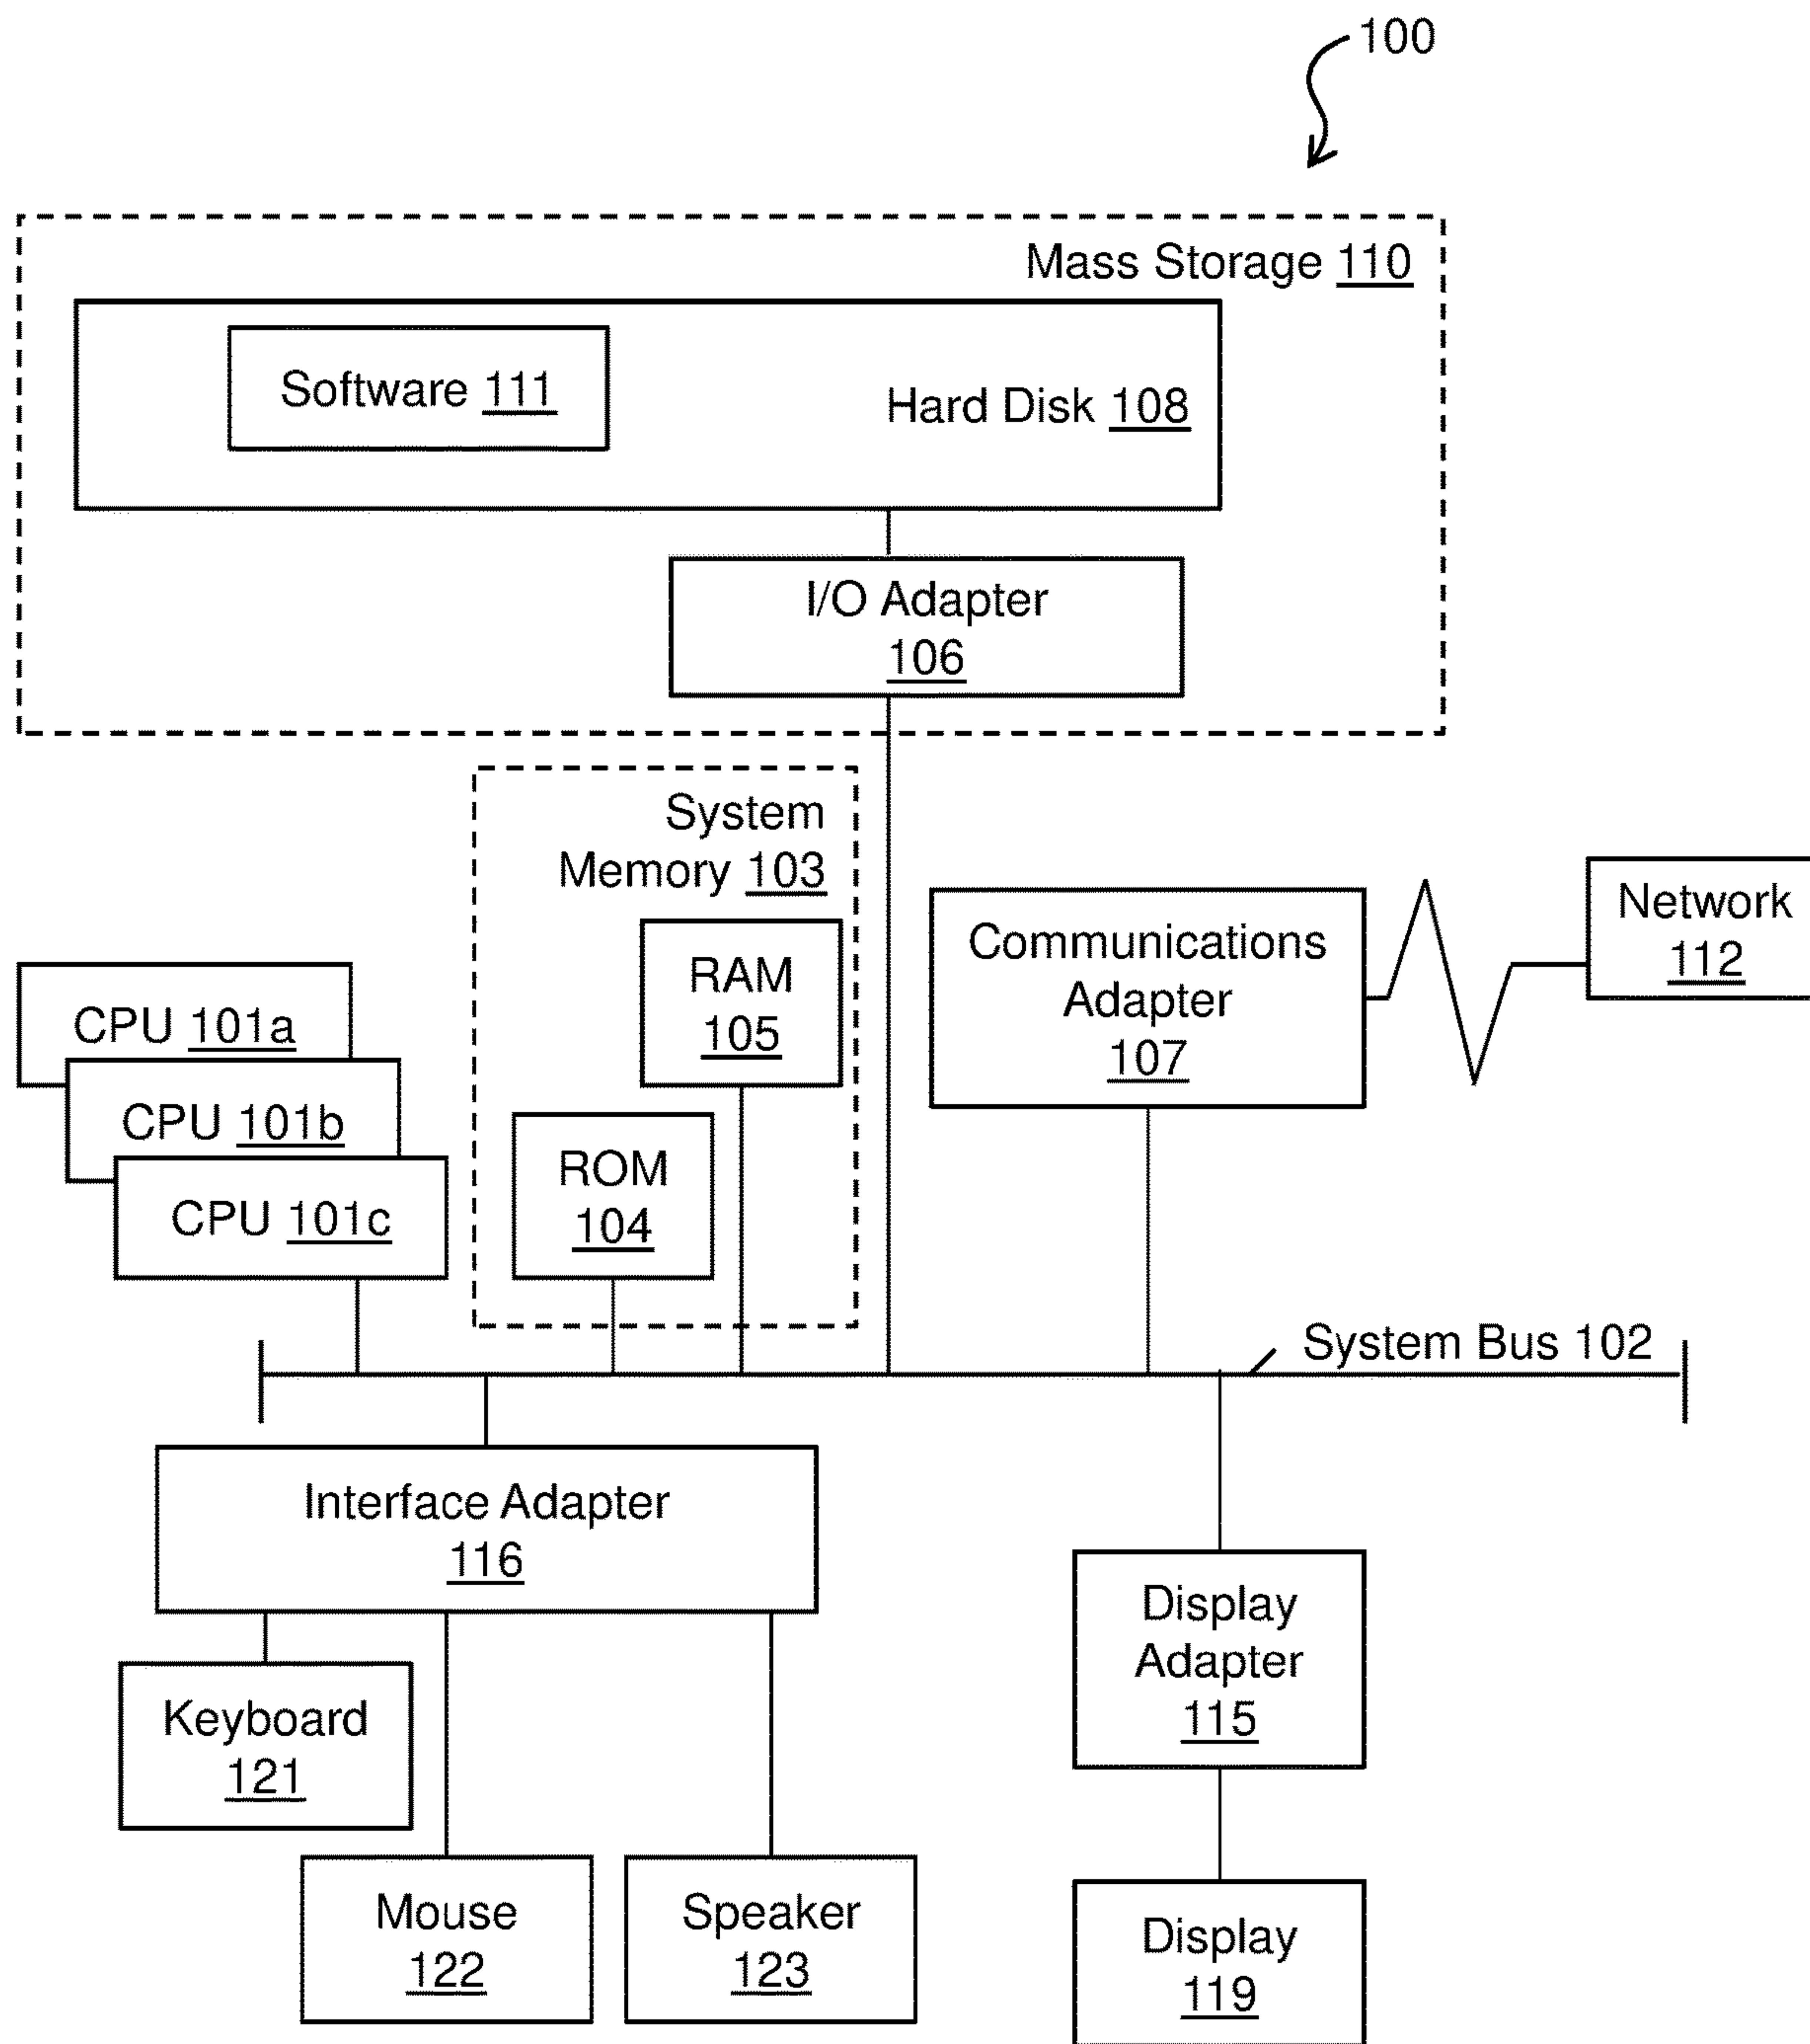 100
Mass Storage 110
Software 111
Hard Disk 108
I/O Adapter
106
System
Memory 103
RAM
105
ROM
104
CPU 101a
CPU 101b
CPU 101c
Communications
Adapter
107
Network
112
System Bus 102
Interface Adapter
116
Keyboard
121
Mouse
122
Speaker
123
Display
Adapter
115
Display
119